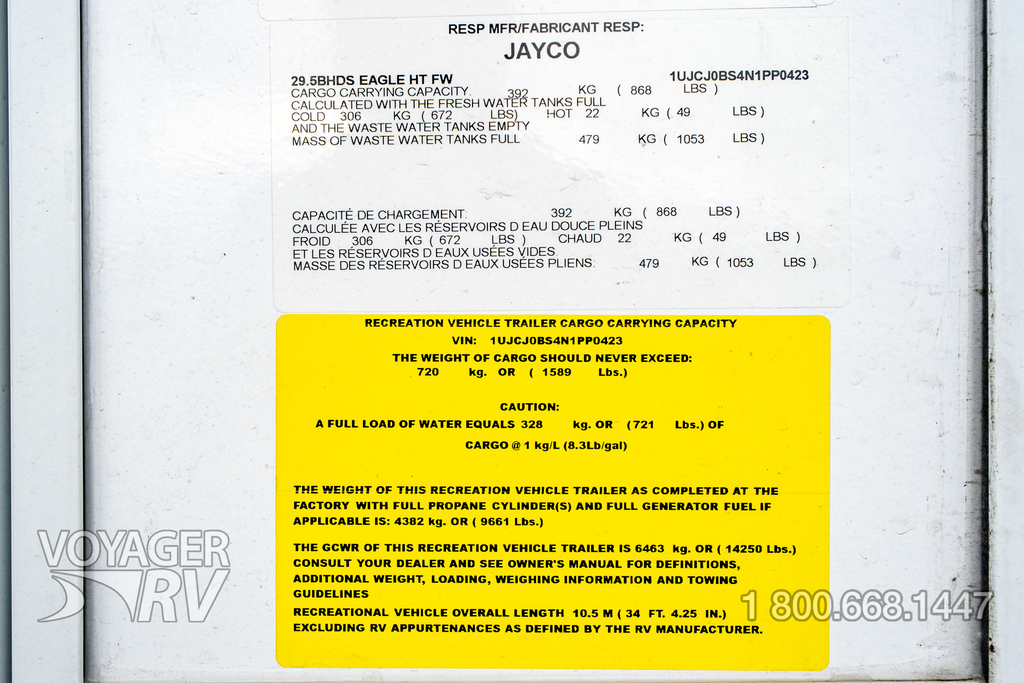 RESP MFR/FABRICANT RESP:
JAYCO
29.5BHDS EAGLE HT FW 1UJCJ0BS4N1PP0423
CARGO CARRYING CAPACITY. 392 KG ( 868 LBS )
CALCULATED WITH THE FRESH WATER TANKS FULL
COLD 306 KG ( 672 LBS) HOT 22 KG ( 49 LBS )
AND THE WASTE WATER TANKS EMPTY
MASS OF WASTE WATER TANKS FULL 479 KG ( 1053 LBS )
CAPACITÉ DE CHARGEMENT: 392 KG ( 868 LBS )
CALCULÉE AVEC LES RÉSERVOIRS D EAU DOUCE PLEINS
FROID 306 KG ( 672 LBS ) CHAUD 22 KG ( 49 LBS )
ET LES RÉSERVOIRS D EAUX USÉES VIDES
MASSE DES RÉSERVOIRS D EAUX USÉES PLIENS: 479 KG ( 1053 LBS )
RECREATION VEHICLE TRAILER CARGO CARRYING CAPACITY
VIN: 1UJCJ0BS4N1PP0423
THE WEIGHT OF CARGO SHOULD NEVER EXCEED:
720 kg. OR ( 1589 Lbs.)
CAUTION:
A FULL LOAD OF WATER EQUALS 328 kg. OR (721 Lbs.) OF
CARGO @ 1 kg/L (8.3Lb/gal)
THE WEIGHT OF THIS RECREATION VEHICLE TRAILER AS COMPLETED AT THE
FACTORY WITH FULL PROPANE CYLINDER(S) AND FULL GENERATOR FUEL IF
APPLICABLE IS: 4382 kg. OR ( 9661 Lbs.)
THE GCWR OF THIS RECREATION VEHICLE TRAILER IS 6463 kg. OR ( 14250 Lbs.)
CONSULT YOUR DEALER AND SEE OWNER'S MANUAL FOR DEFINITIONS,
ADDITIONAL WEIGHT, LOADING, WEIGHING INFORMATION AND TOWING
GUIDELINES
RECREATIONAL VEHICLE OVERALL LENGTH 10.5 M ( 34 FT. 4.25 IN.)
EXCLUDING RV APPURTENANCES AS DEFINED BY THE RV MANUFACTURER.
VOYAGER
RV
1 800.668.1447